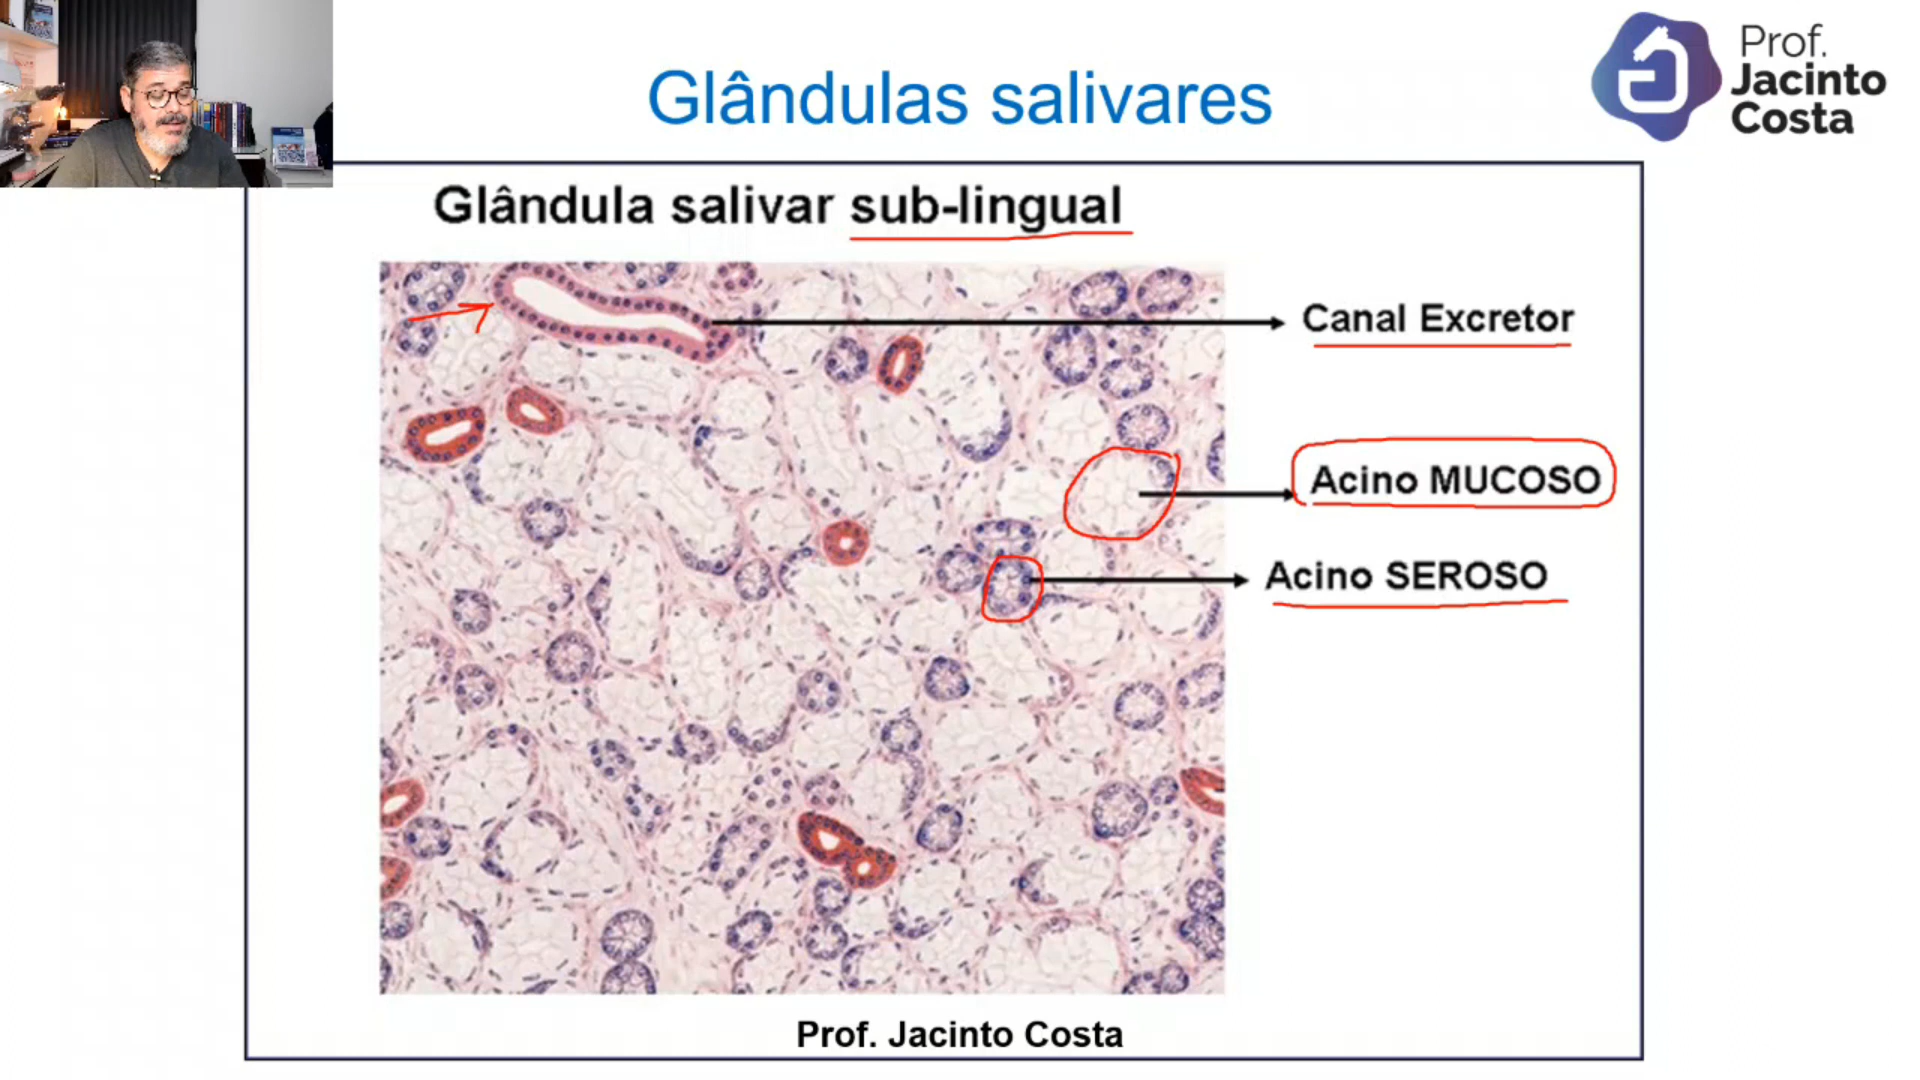 Glândulas salivares
Prof.
Jacinto
Costa
Glândula salivar sub-lingual
Canal Excretor
Acino MUCOSO
Acino SEROSO
Prof. Jacinto Costa